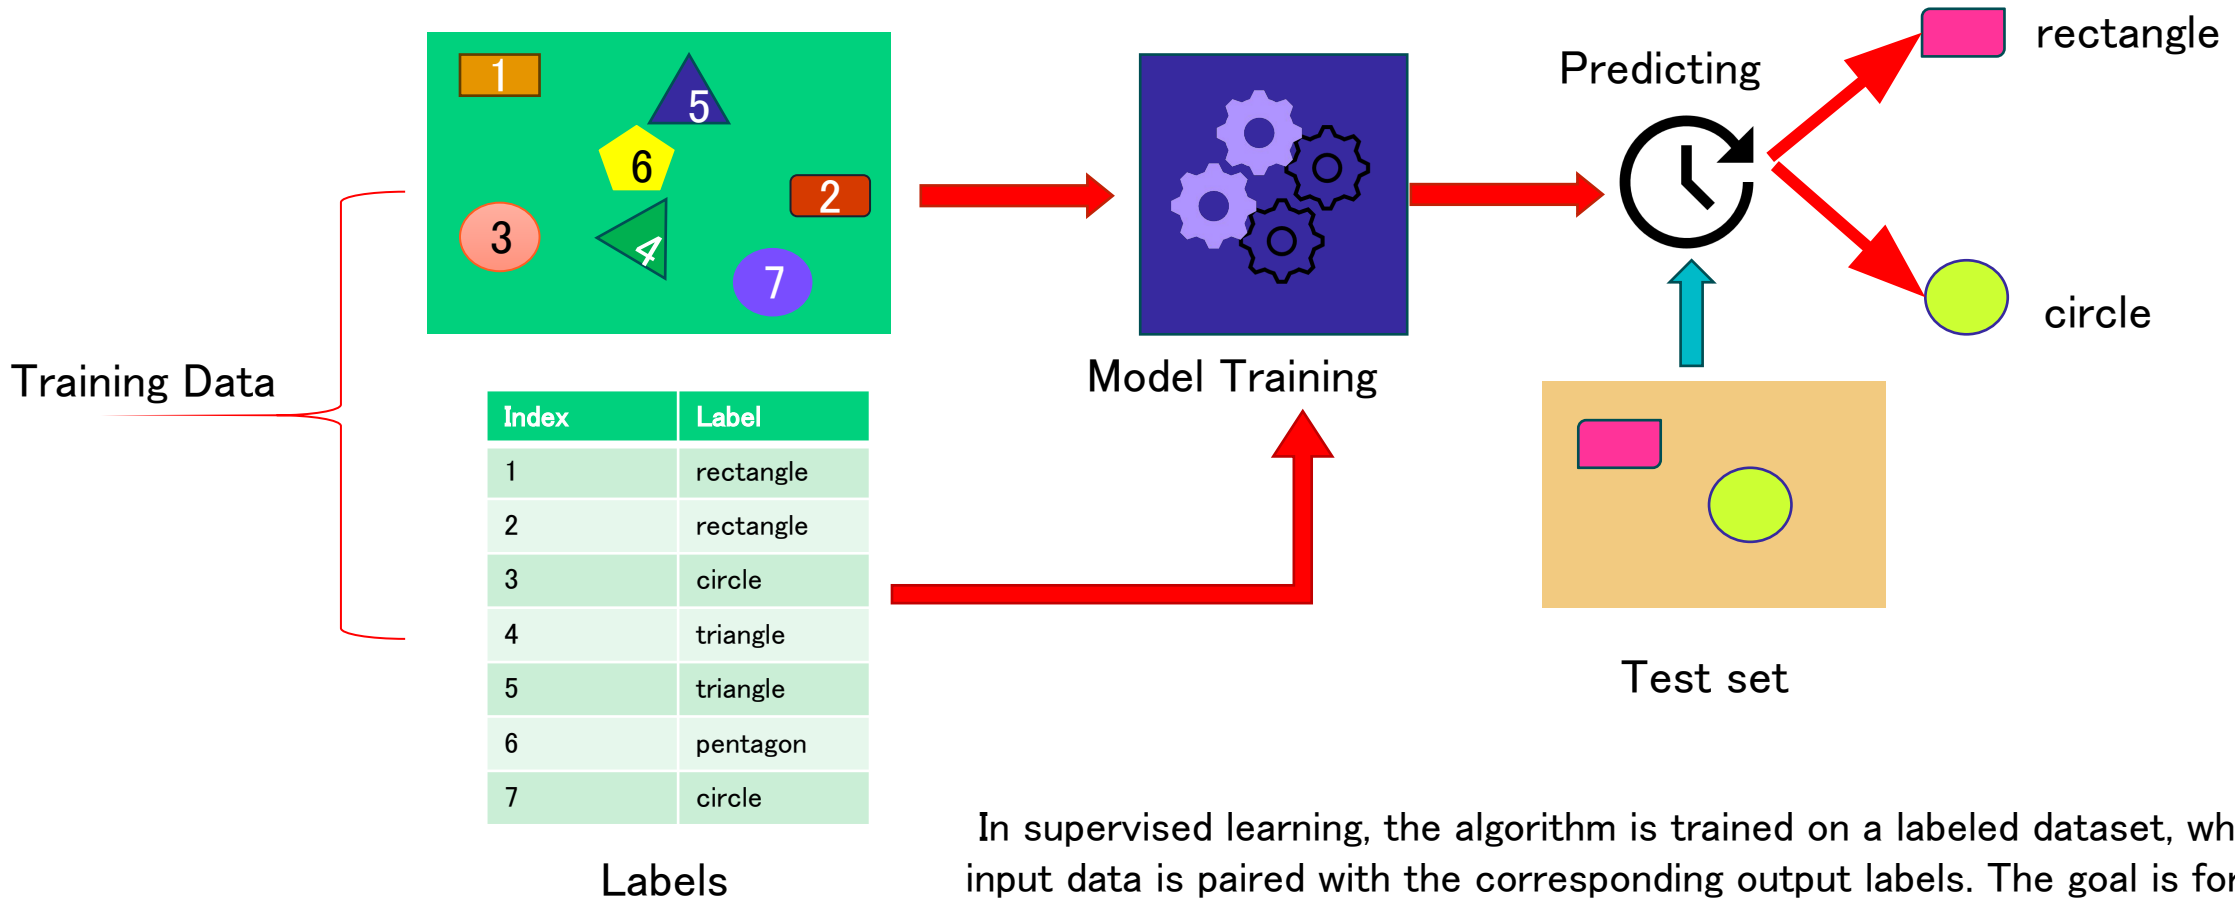 1
5
6
2
3
4
7
Training Data
Index Label
1 rectangle
2 rectangle
3 circle
4 triangle
5 triangle
6 pentagon
7 circle
Labels
Model Training
Predicting
rectangle
circle
Test set
In supervised learning, the algorithm is trained on a labeled dataset, wh
input data is paired with the corresponding output labels. The goal is for